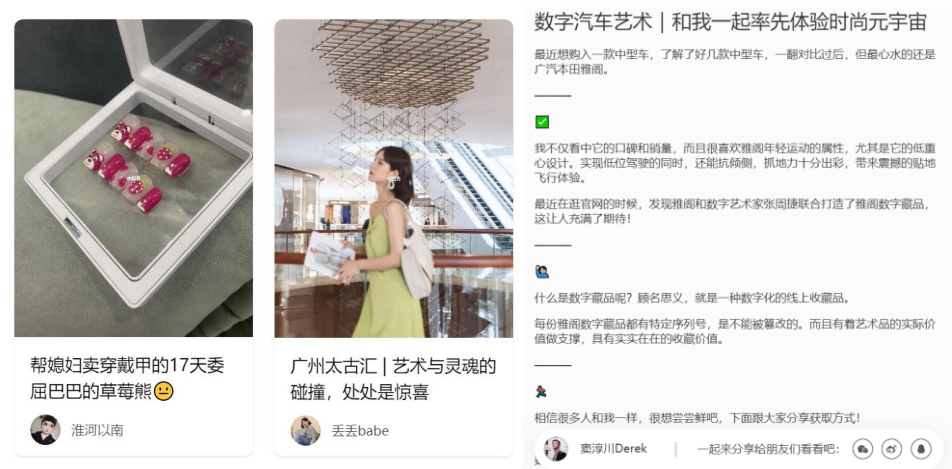 帮媳妇卖穿戴甲的17天委
屈巴巴的草莓熊😐
淮河以南
广州太古汇 | 艺术与灵魂的
碰撞，处处是惊喜
丢丢babe
数字汽车艺术 | 和我一起率先体验时尚元宇宙
最近想购入一款中型车，了解了好几款中型车，一翻对比过后，但最心水的还是
广汽本田雅阁。
————
✅
我不仅看中它的口碑和销量，而且很喜欢雅阁年轻运动的属性，尤其是它的低重
心设计。实现低位驾驶的同时，还能抗侧倾，抓地力十分出彩，带来震撼的贴地
飞行体验。
最近在逛官网的时候，发现雅阁和数字艺术家张周捷联合打造了雅阁数字藏品，
这让人充满了期待！
————
什么是数字藏品呢？顾名思义，就是一种数字化的线上收藏品。
每份雅阁数字藏品都有特定序列号，是不能被篡改的。而且有着艺术品的实际价
值做支撑，具有实实在在的收藏价值。
————
相信很多人和我一样，很想尝尝鲜吧，下面跟大家分享获取方式！
窦淳川Derek
一起来分享给朋友们看看吧：